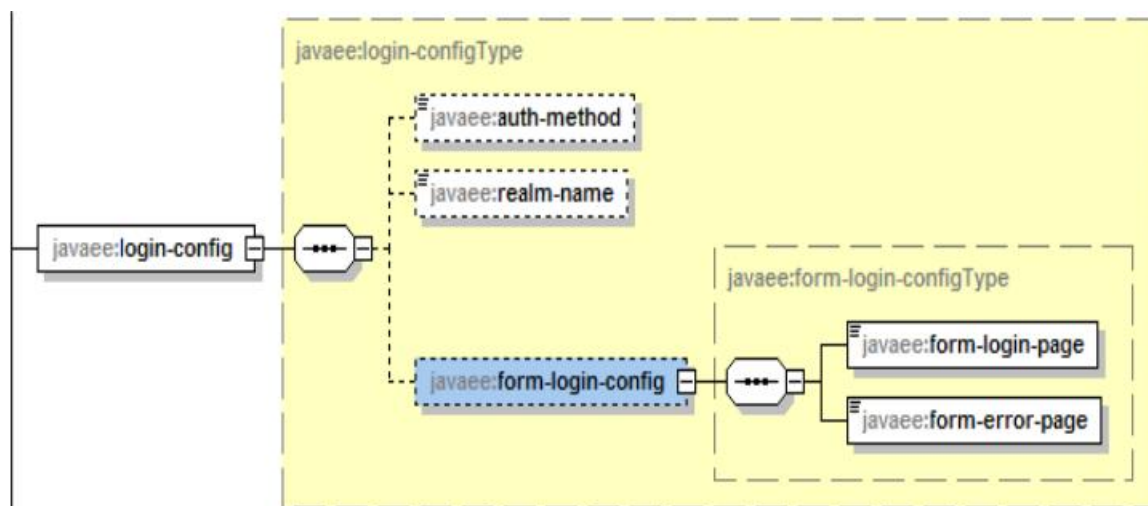 javaee:login-configType
javaee:auth-method
javaee:realm-name
javaee:login-config
javaee:form-login-configType
javaee:form-login-page
javaee:form-login-config
javaee:form-error-page